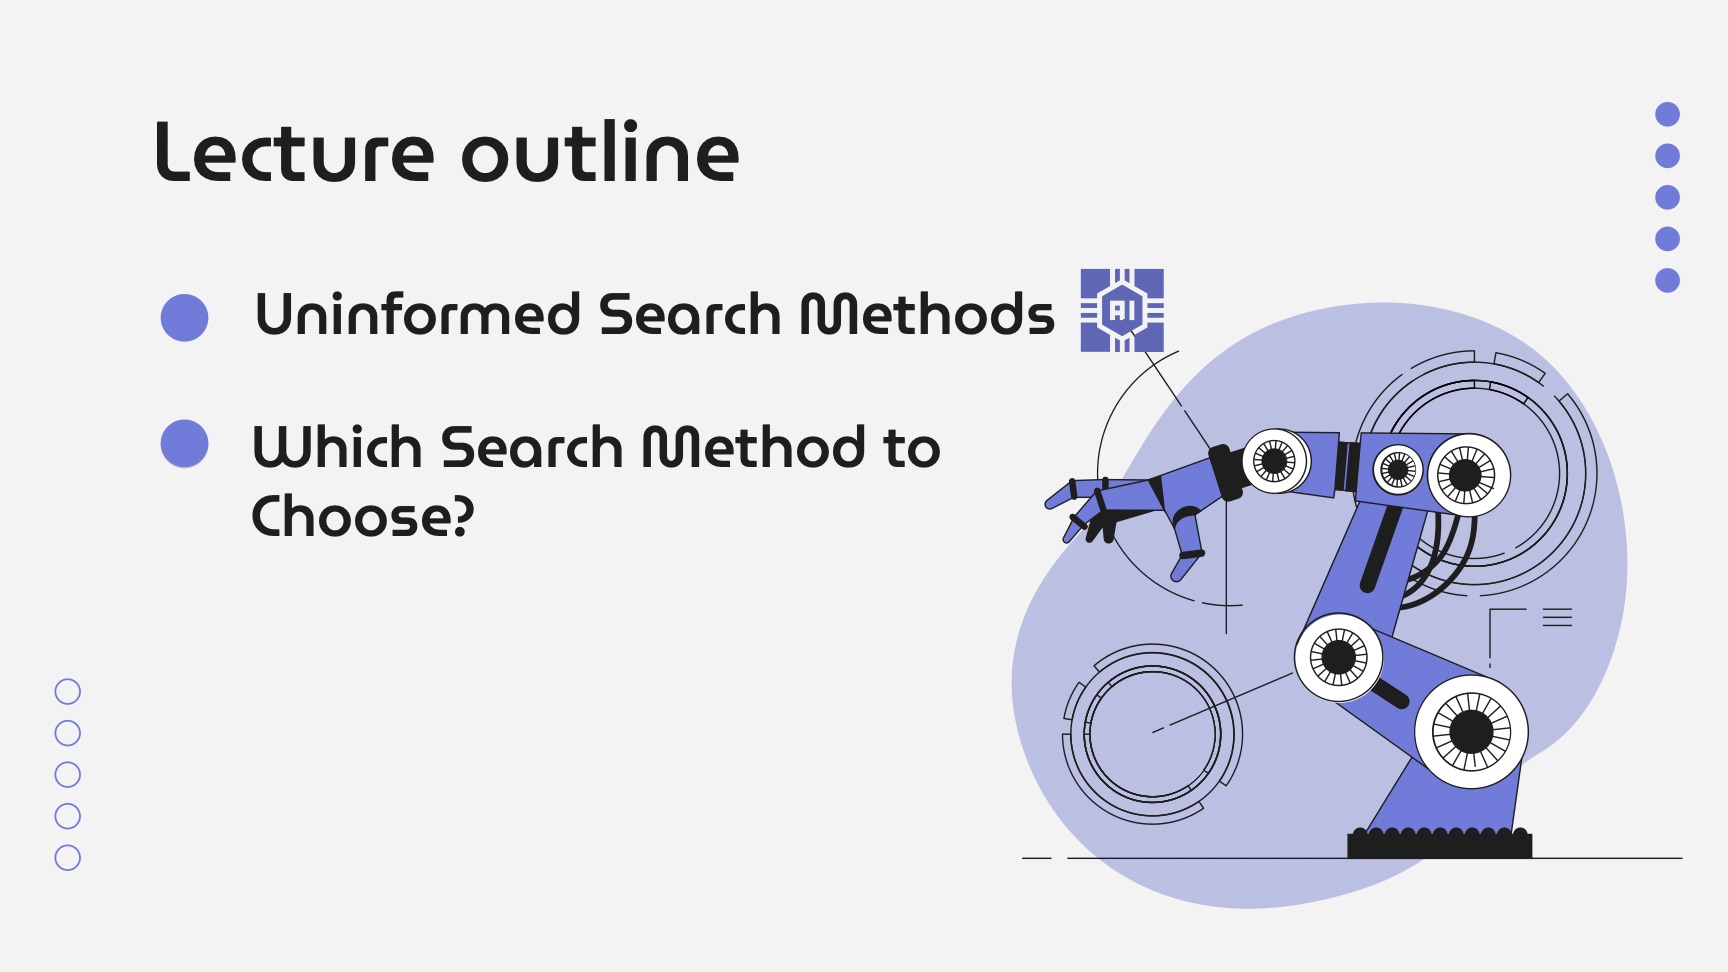 Lecture outline
Uninformed Search Methods
AI
Which Search Method to
Choose?